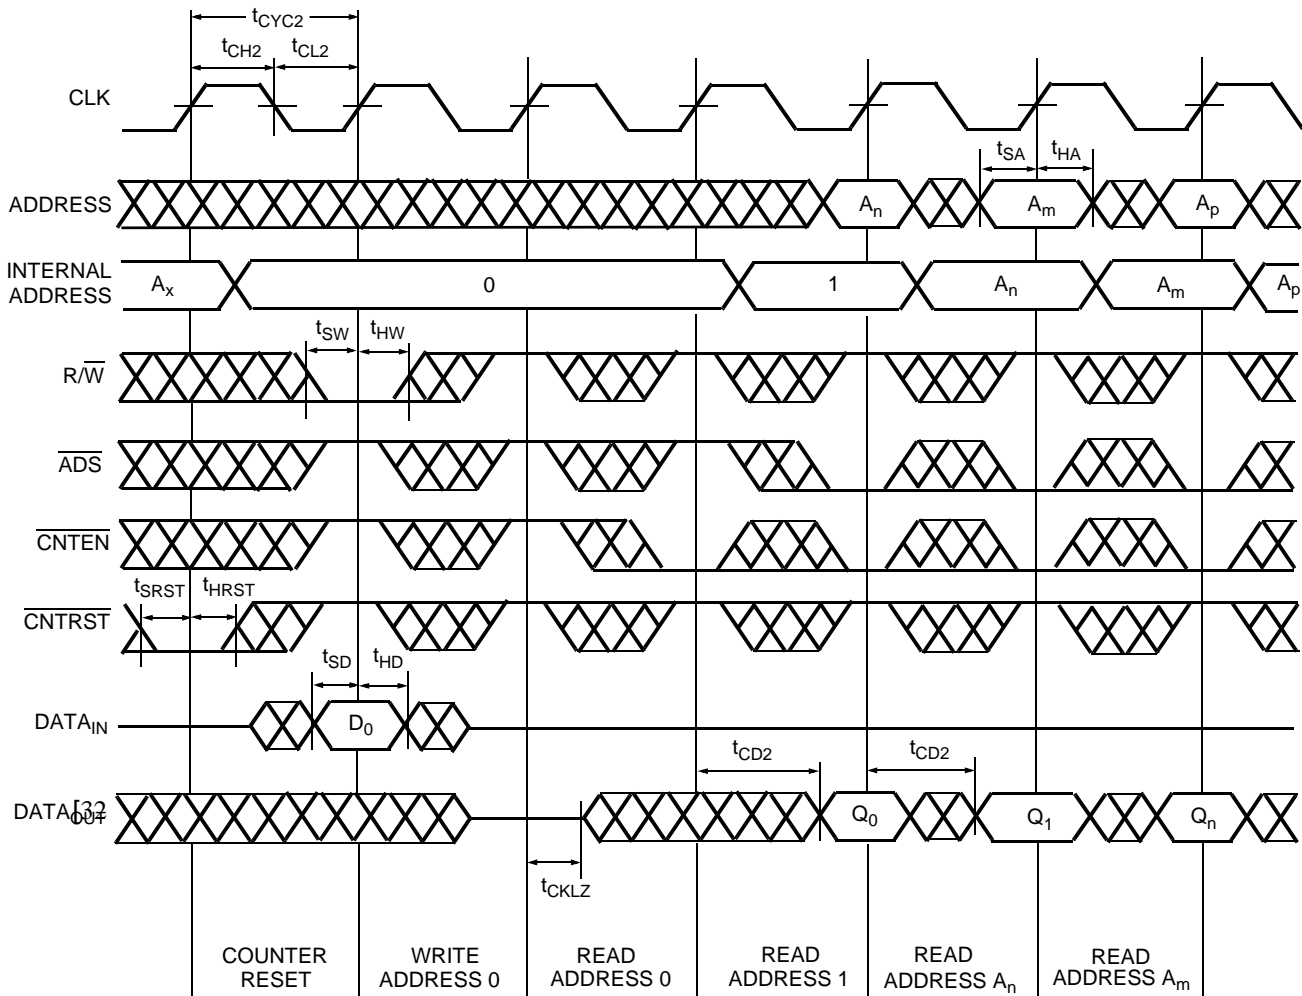 tCYC2
tCH2 tCL2
CLK
tSA tHA
ADDRESS An Am Ap
INTERNAL
ADDRESS Ax 0 1 An Am Ap
tSW tHW
R/W
ADS
CNTEN
tSRST tHRST
CNTRST
tSD tHD
DATAIN D0
tCD2 tCD2
DATAOUT [32 Q0 Q1 Qn
tCKLZ
COUNTER
RESET
WRITE
ADDRESS 0
READ
ADDRESS 0
READ
ADDRESS 1
READ
ADDRESS An
READ
ADDRESS Am